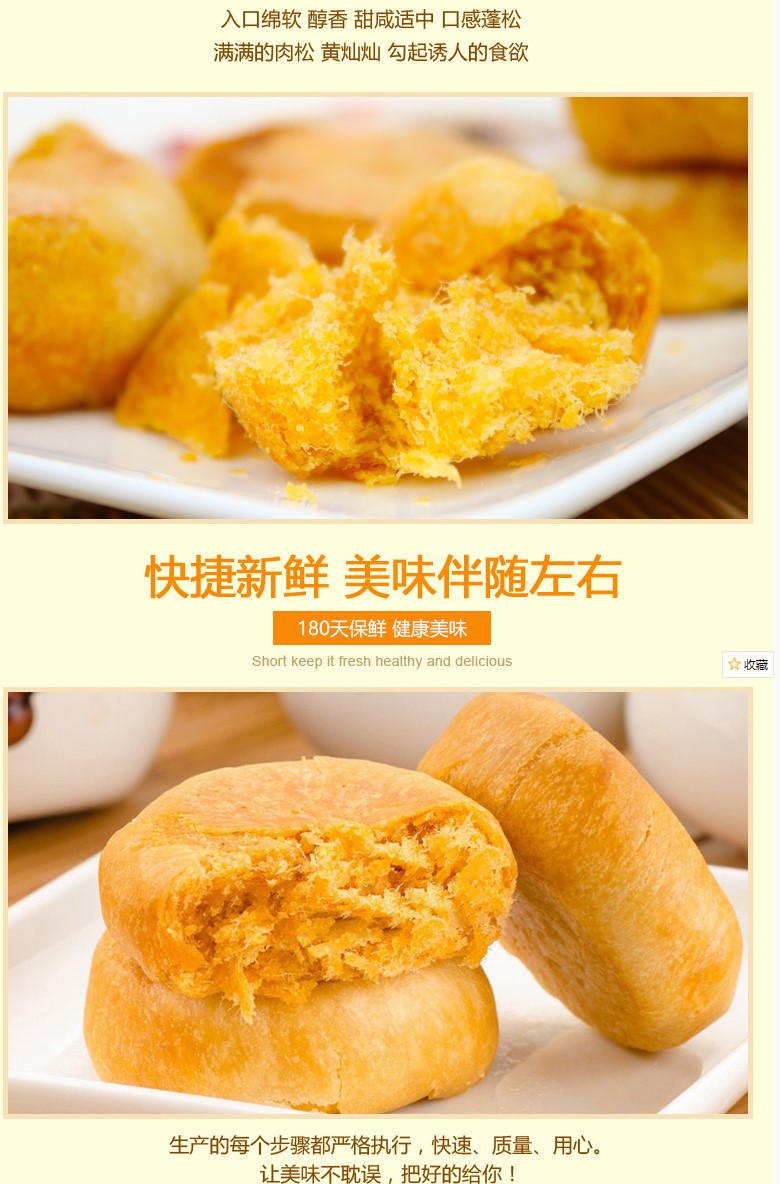 入口绵软 醇香 甜咸适中 口感蓬松
满满的肉松 黄灿灿 勾起诱人的食欲
快捷新鲜 美味伴随左右
180天保鲜 健康美味
Short keep it fresh healthy and delicious
收藏
生产的每个步骤都严格执行，快速、质量、用心。
让美味不耽误，把好的给你！